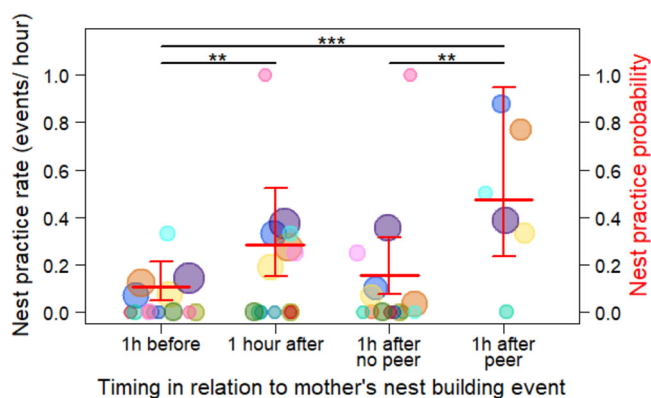 ***
** **
1.0 1.0
0.8 0.8
0.6 0.6
0.4 0.4
0.2 0.2
0.0 0.0
Nest practice rate (events/ hour)
Nest practice probability
1h before 1 hour after 1h after 1h after
no peer peer
Timing in relation to mother's nest building event